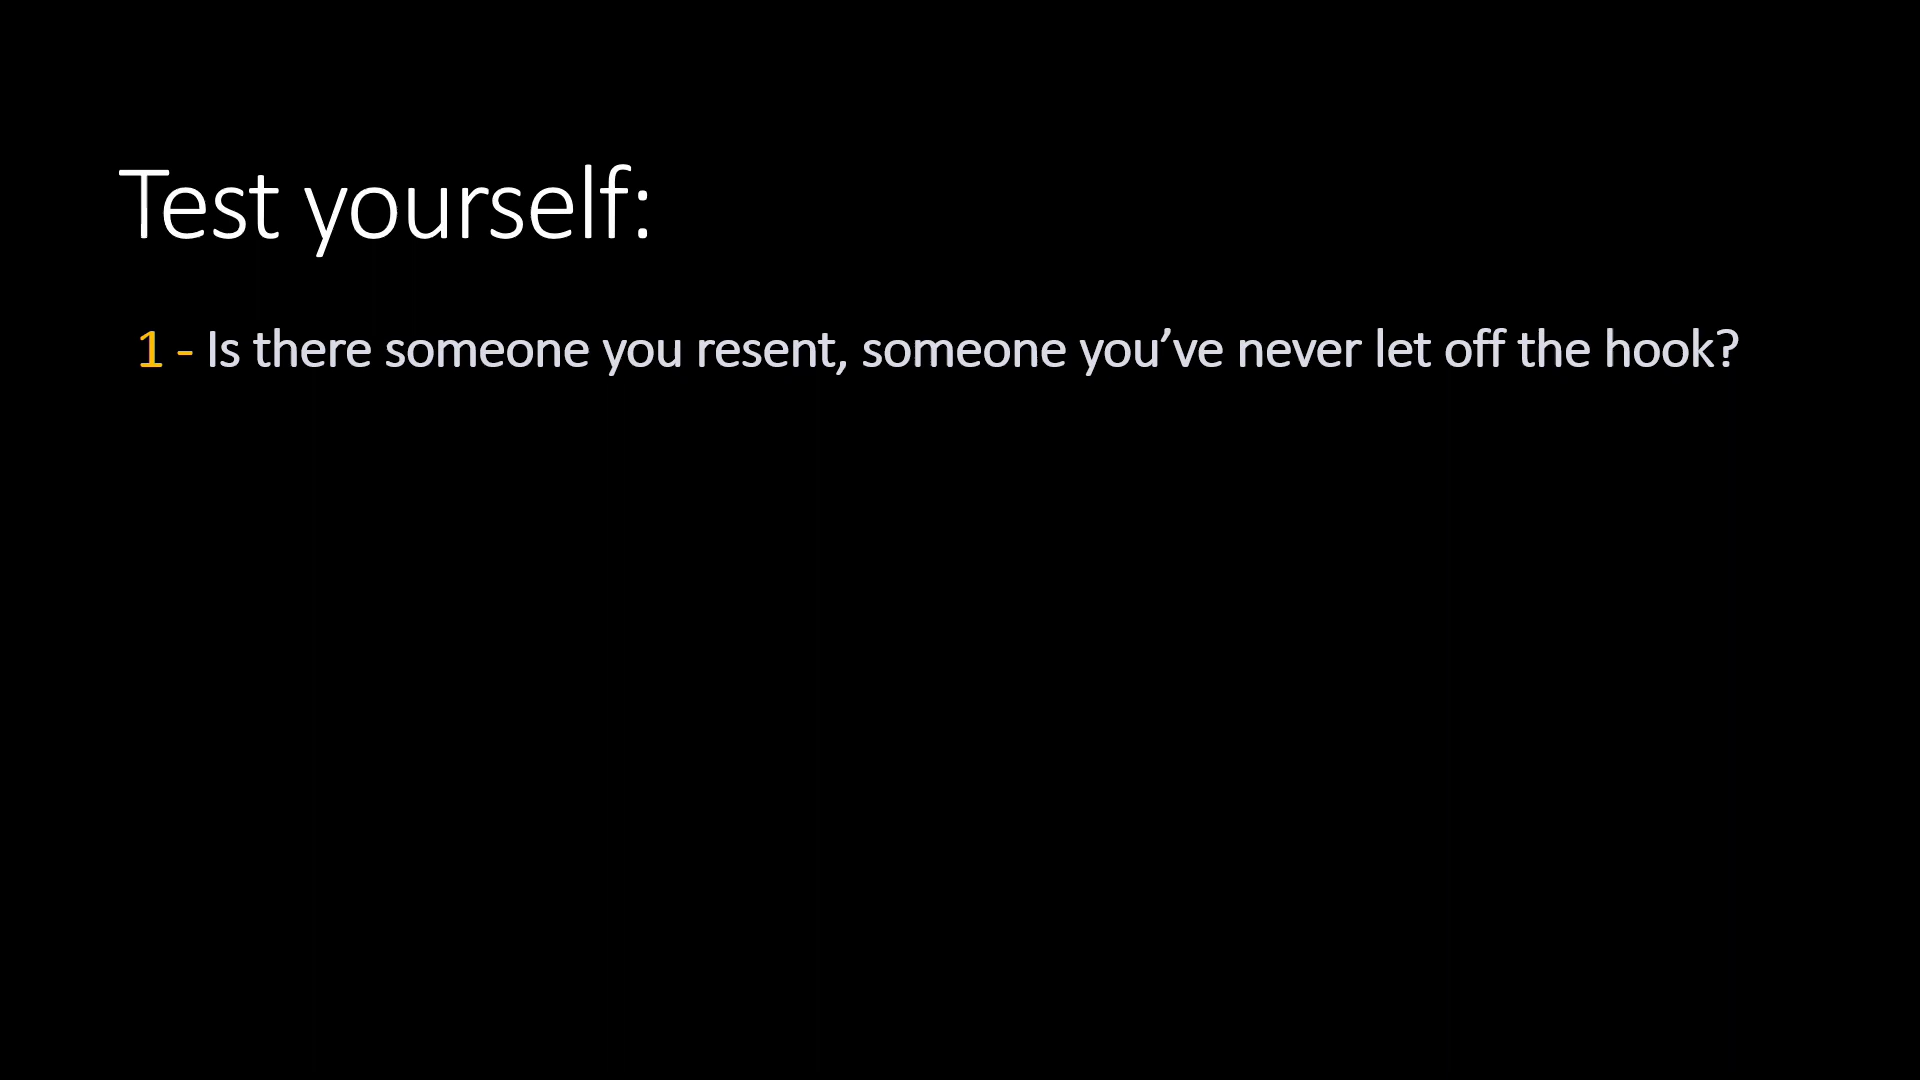 Test yourself:
1 - Is there someone you resent, someone you’ve never let off the hook?